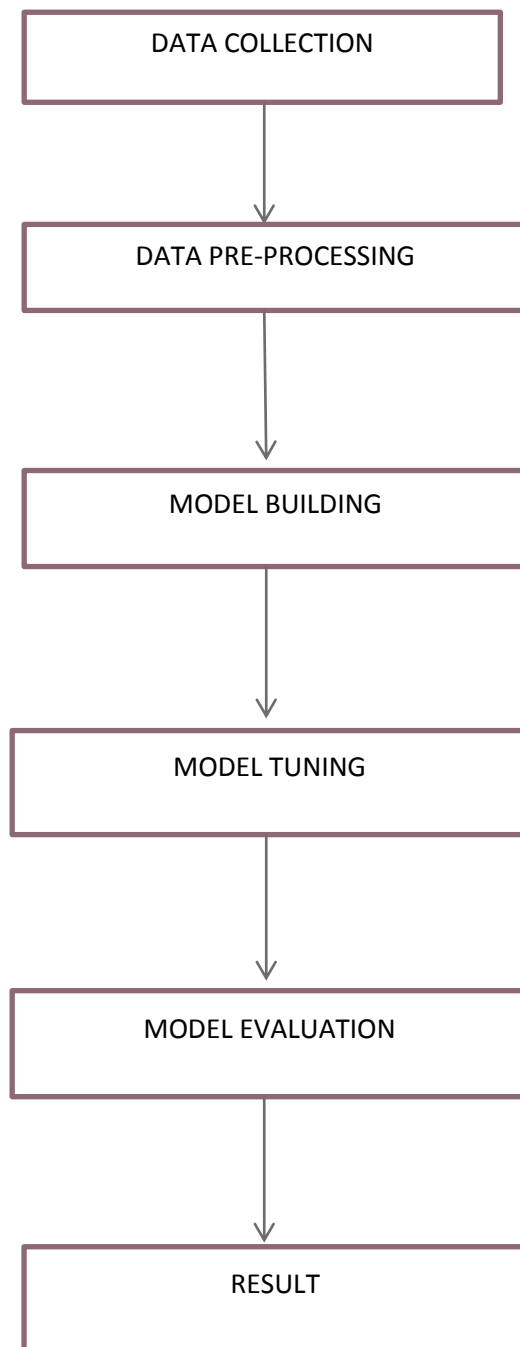 DATA COLLECTION
DATA PRE-PROCESSING
MODEL BUILDING
MODEL TUNING
MODEL EVALUATION
RESULT